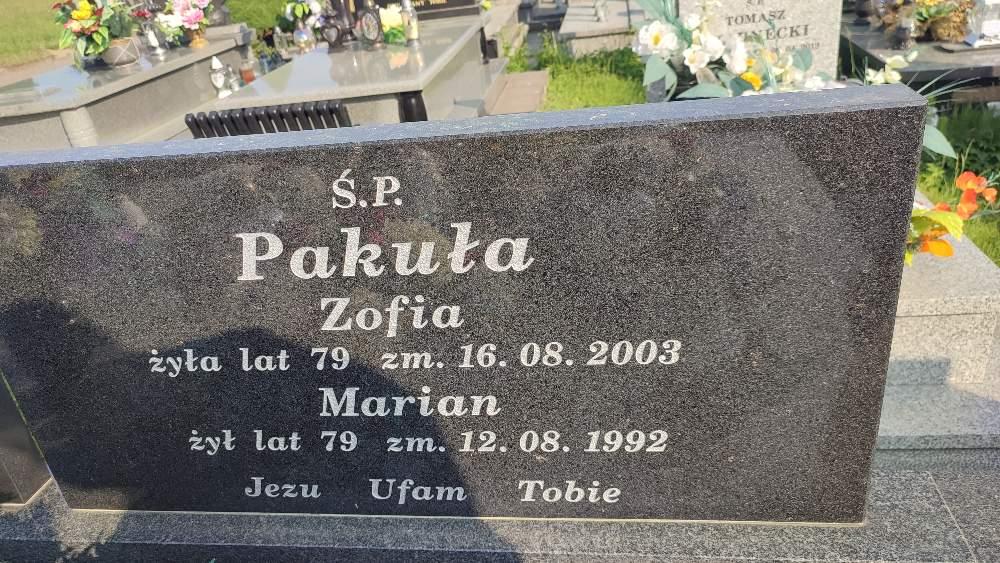 TOMASZ
Ś.P.
Pakuła
Zofia
żyła lat 79 zm. 16. 08. 2003
Marian
żył lat 79 zm. 12. 08. 1992
Jezu Ufam Tobie